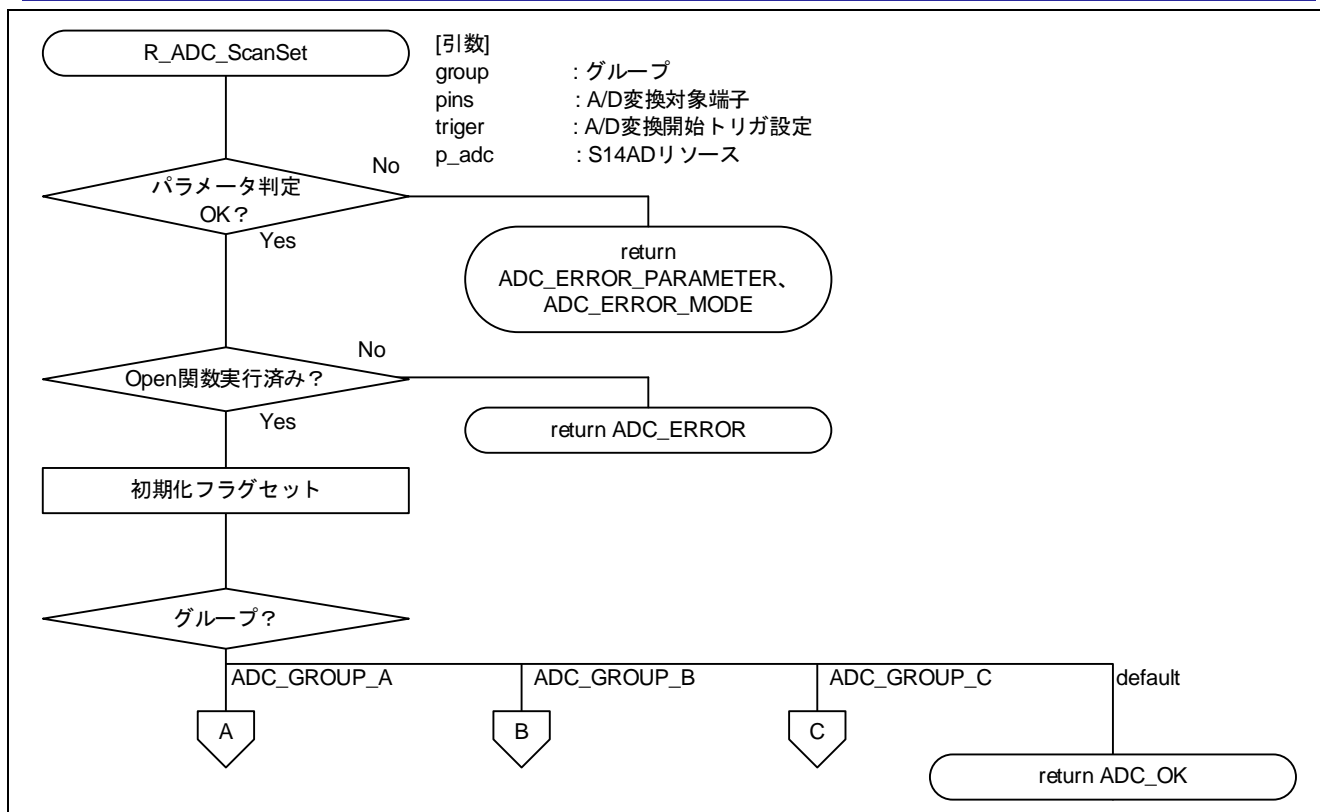 R_ADC_ScanSet
[引数]
group : グループ
pins : A/D変換対象端子
triger : A/D変換開始トリガ設定
p_adc : S14ADリソース
パラメータ判定
OK?
No
Yes
return
ADC_ERROR_PARAMETER、
ADC_ERROR_MODE
Open関数実行済み?
No
Yes
return ADC_ERROR
初期化フラグセット
グループ?
ADC_GROUP_A
ADC_GROUP_B
ADC_GROUP_C
default
A
B
C
return ADC_OK